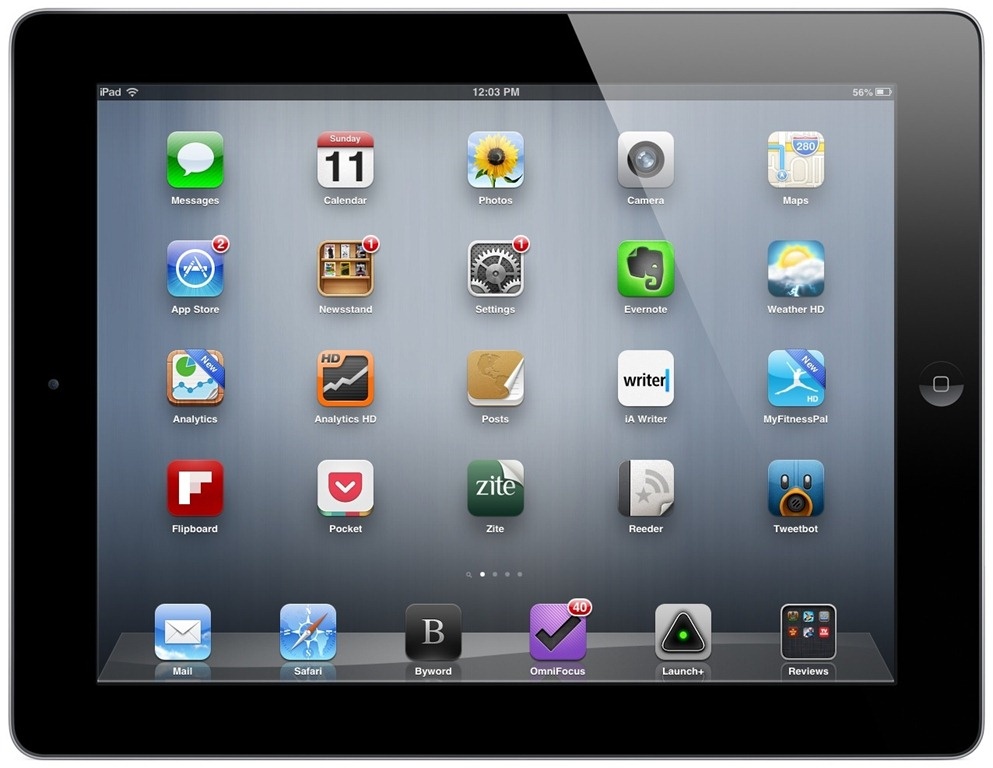 iPad 12:03 PM 56%
Sunday
11
280
Messages Calendar Photos Camera Maps
2 1 1
App Store Newsstand Settings Evernote Weather HD
New HD writer New HD
Analytics Analytics HD Posts iA Writer MyFitnessPal
zite
Flipboard Pocket Zite Reeder Tweetbot
N
B 40
S
Mail Safari Byword OmniFocus Launch+ Reviews